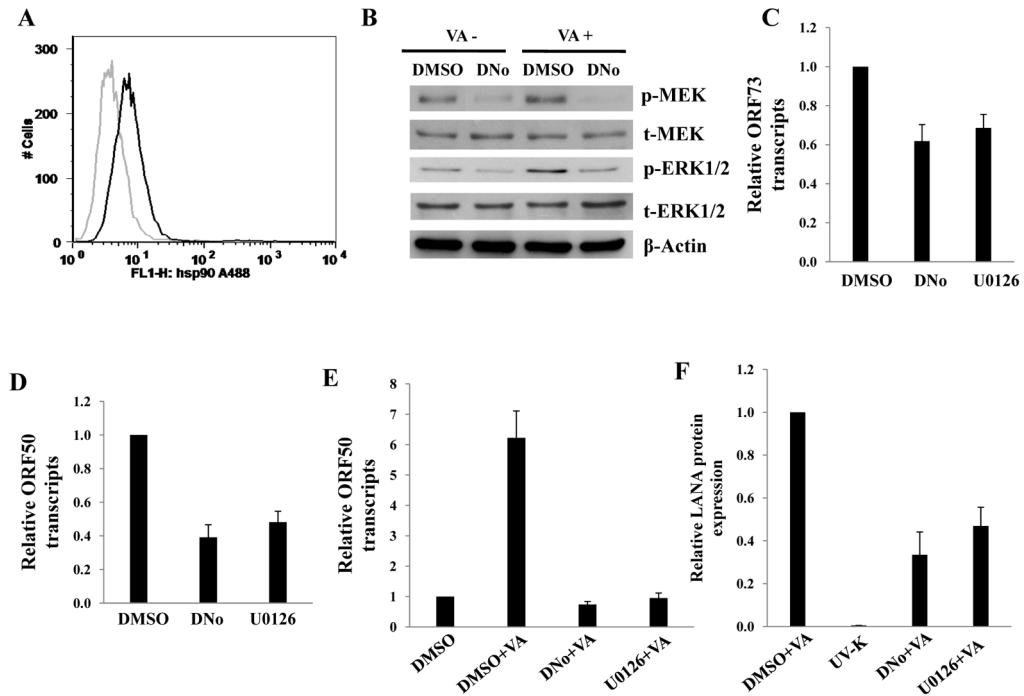 A
# Cells
300
200
100
0
10^0
10^1
10^2
10^3
10^4
FL1-H: hsp90 A488
B
VA -
VA +
DMSO DNo DMSO DNo
p-MEK
t-MEK
p-ERK1/2
t-ERK1/2
β-Actin
C
Relative ORF73
transcripts
1.2
1.0
0.8
0.6
0.4
0.2
0.0
DMSO DNo U0126
D
Relative ORF50
transcripts
1.2
1.0
0.8
0.6
0.4
0.2
0.0
DMSO DNo U0126
E
Relative ORF50
transcripts
8
7
6
5
4
3
2
1
0
DMSO
DMSO+VA
DNo+VA
U0126+VA
F
Relative LANA protein
expression
1.2
1.0
0.8
0.6
0.4
0.2
0.0
DMSO+VA
UV-K
DNo+VA
U0126+VA